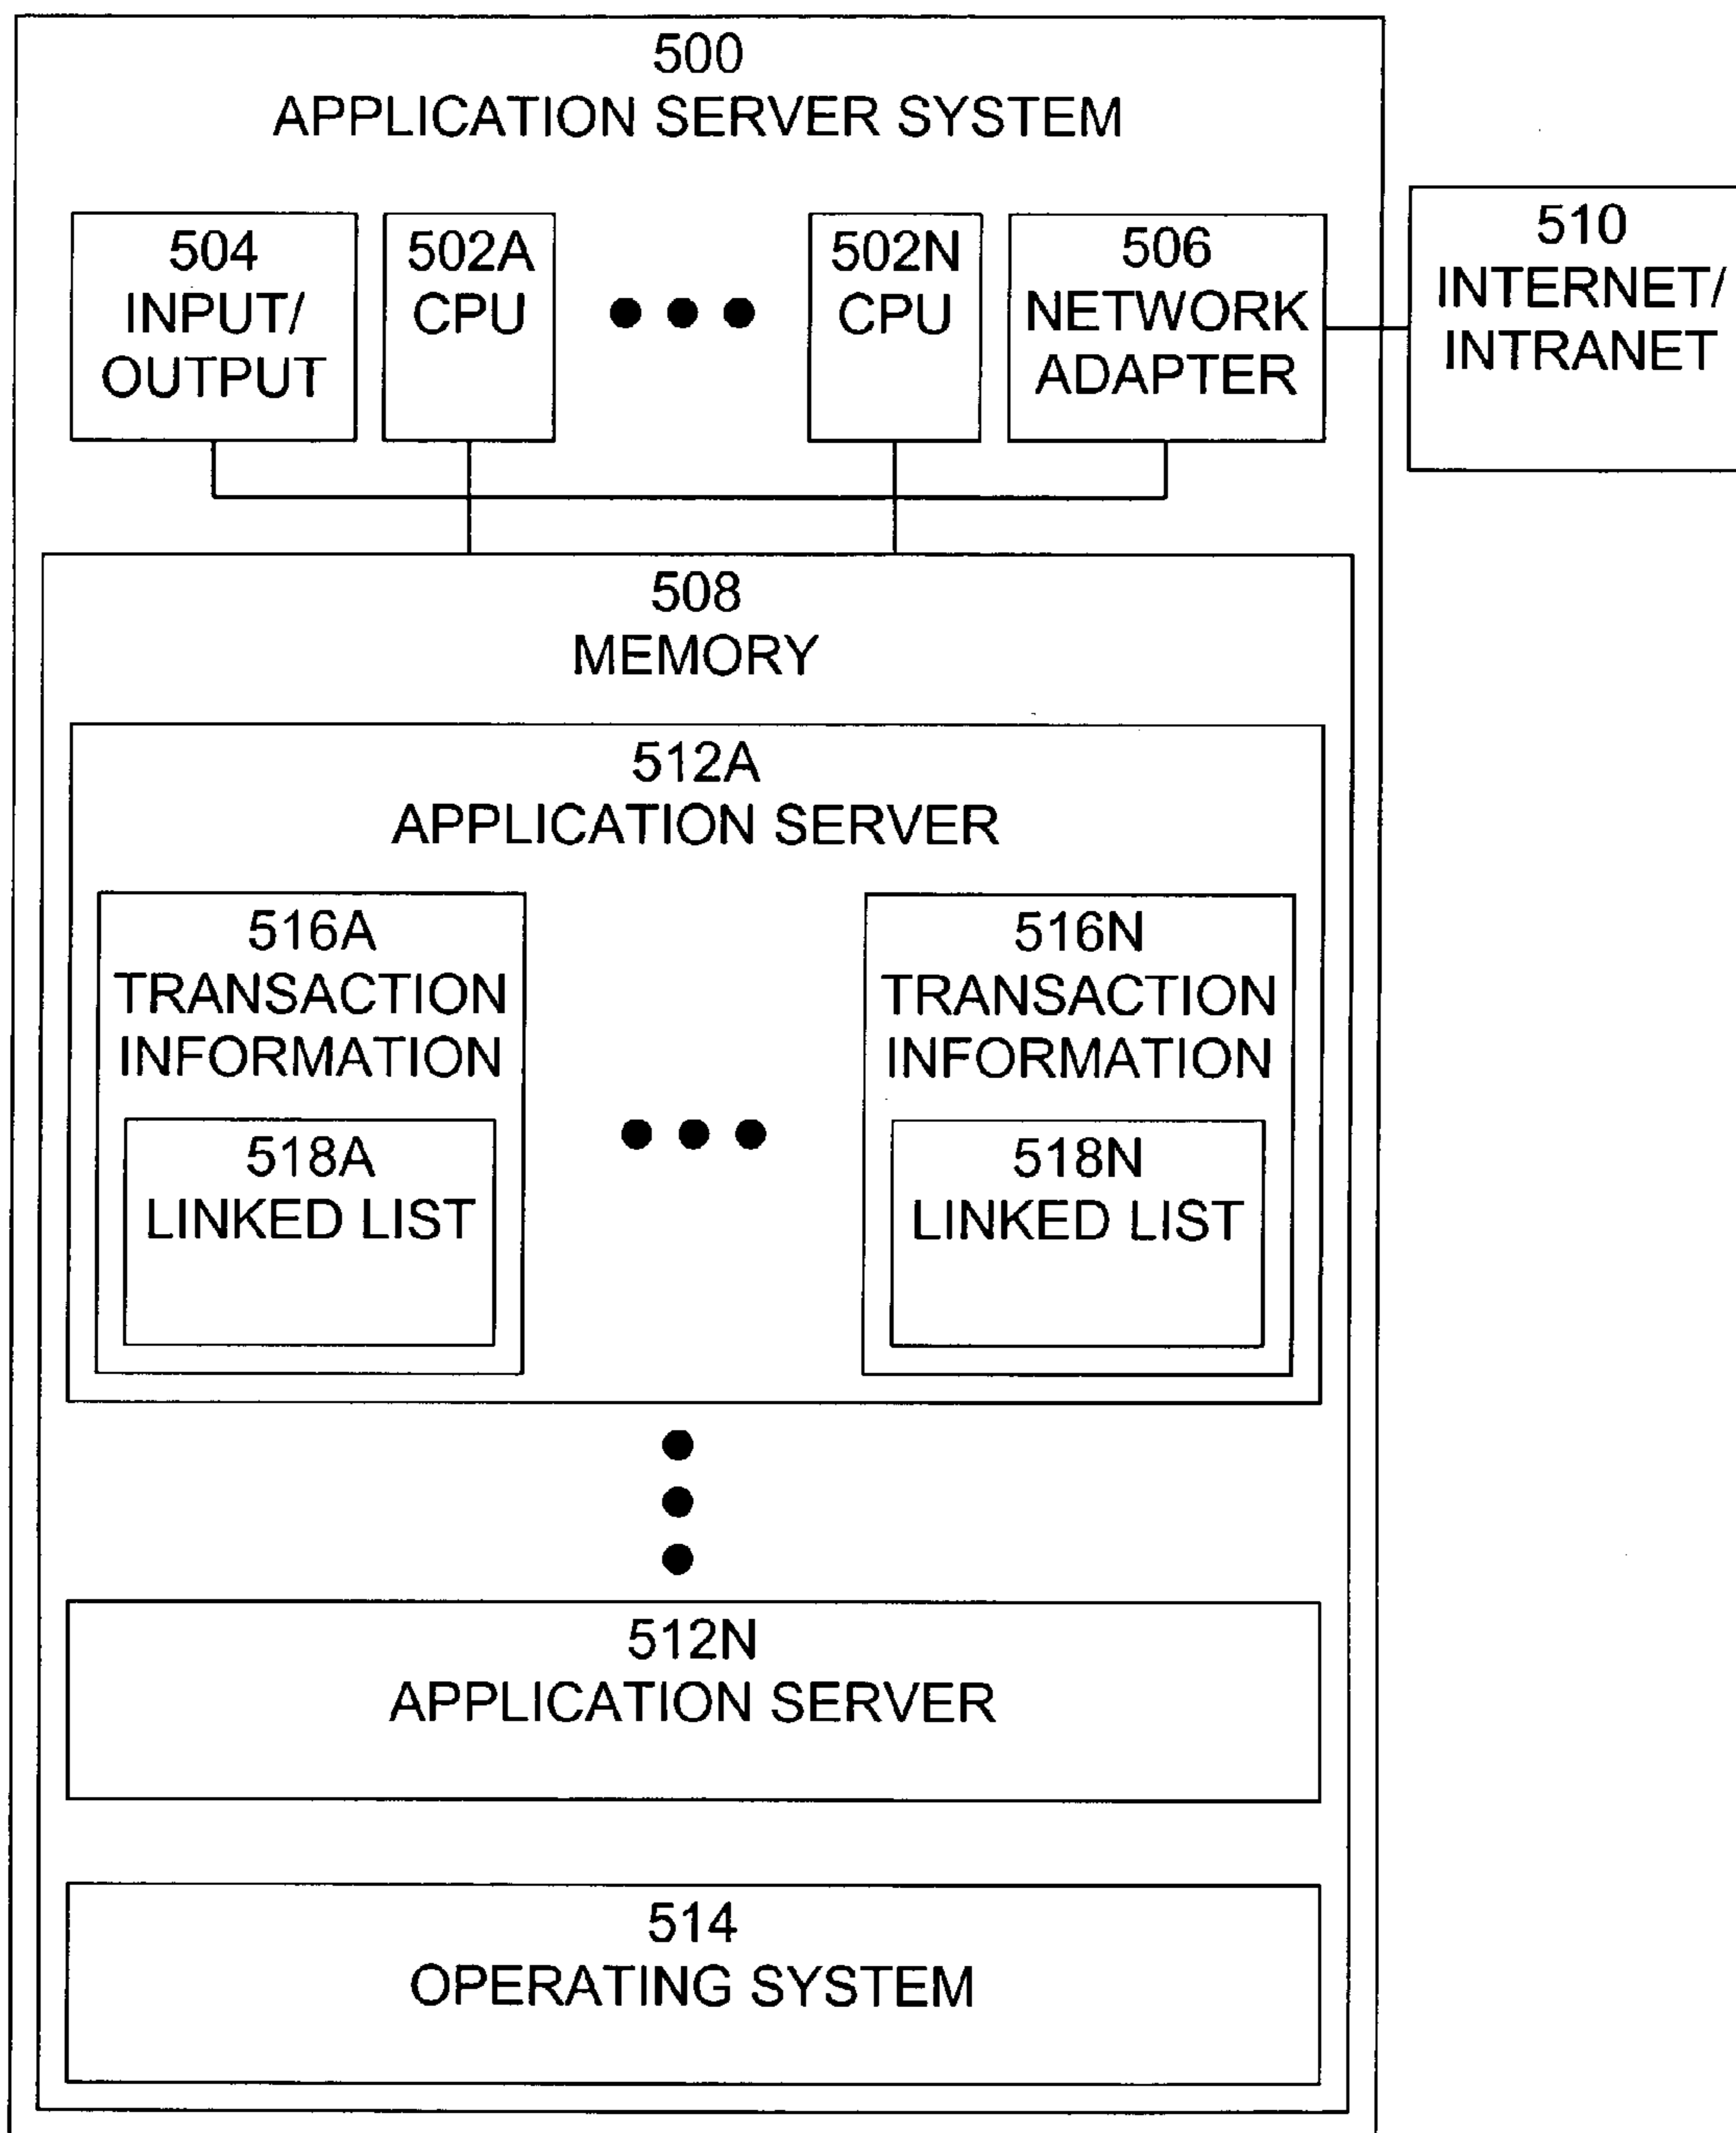 500
APPLICATION SERVER SYSTEM
504
INPUT/
OUTPUT
502A
CPU
502N
CPU
506
NETWORK
ADAPTER
510
INTERNET/
INTRANET
508
MEMORY
512A
APPLICATION SERVER
516A
TRANSACTION
INFORMATION
518A
LINKED LIST
516N
TRANSACTION
INFORMATION
518N
LINKED LIST
512N
APPLICATION SERVER
514
OPERATING SYSTEM